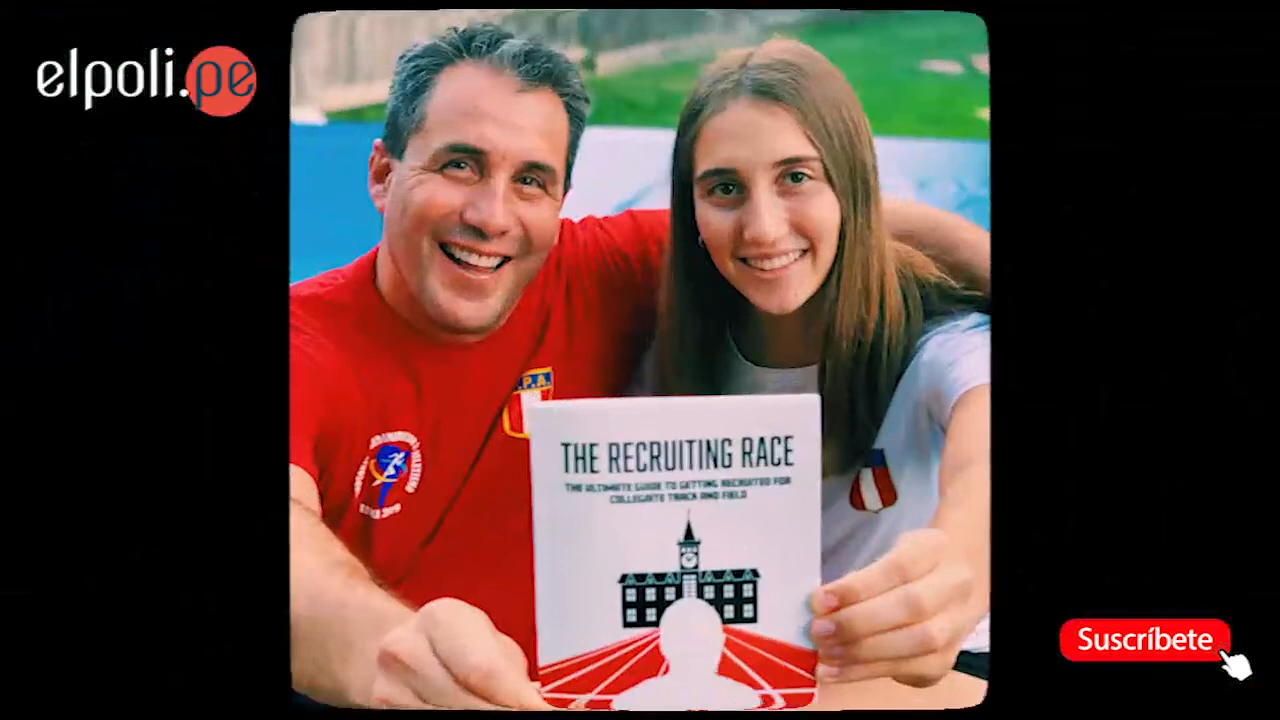 elpoli.pe
.P.A.
THE RECRUITING RACE
THE ULTIMATE GUIDE TO GETTING RECRUITED FOR
COLLEGIATE TRACK AND FIELD
Suscríbete